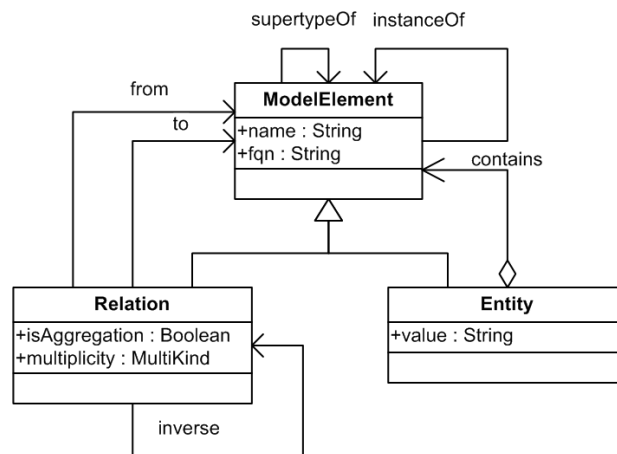 supertypeOf
instanceOf
from
to
ModelElement
+name : String
+fqn : String
contains
Relation
+isAggregation : Boolean
+multiplicity : MultiKind
Entity
+value : String
inverse